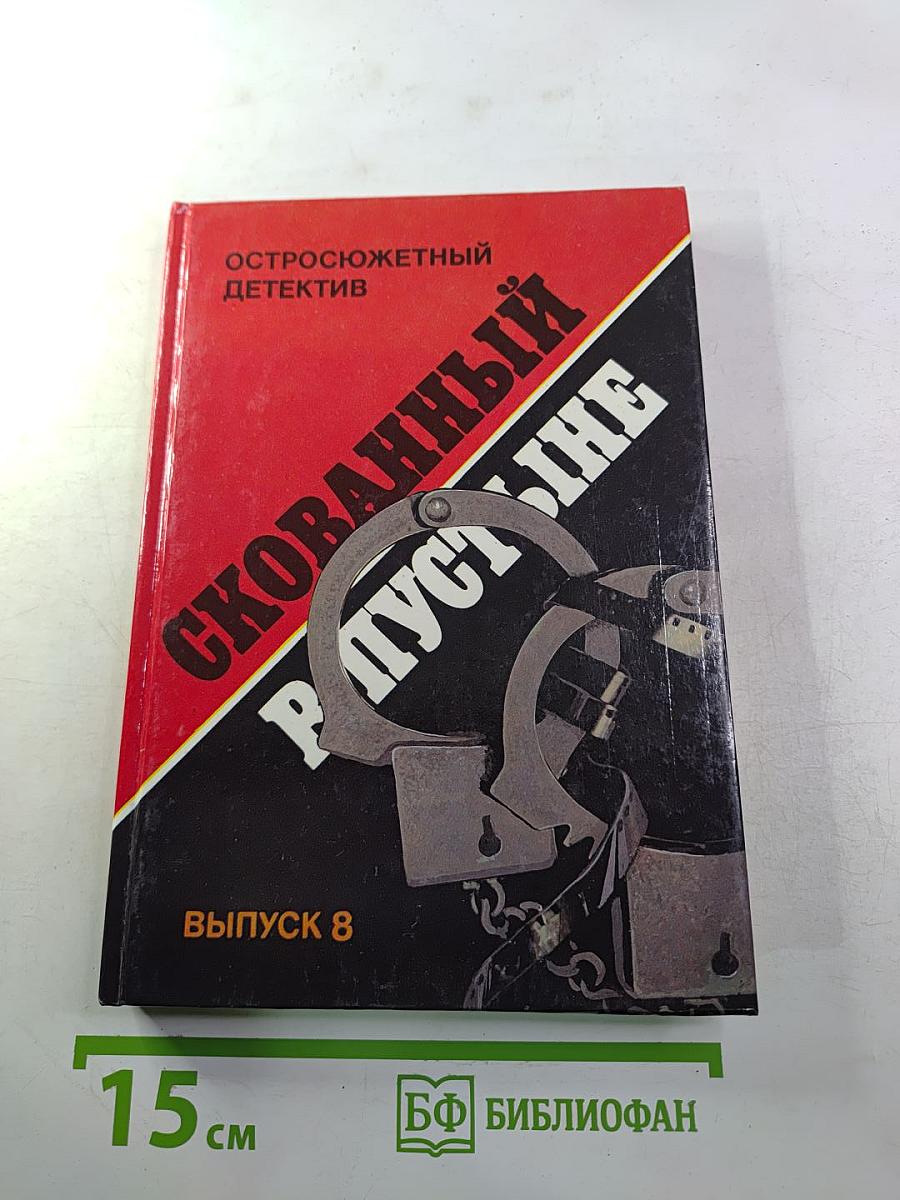 ОСТРОСЮЖЕТНЫЙ
ДЕТЕКТИВ
СКОВАННЫЙ
В ПУСТЫНЕ
ВЫПУСК 8
15 см
БФ БИБЛИОФАН